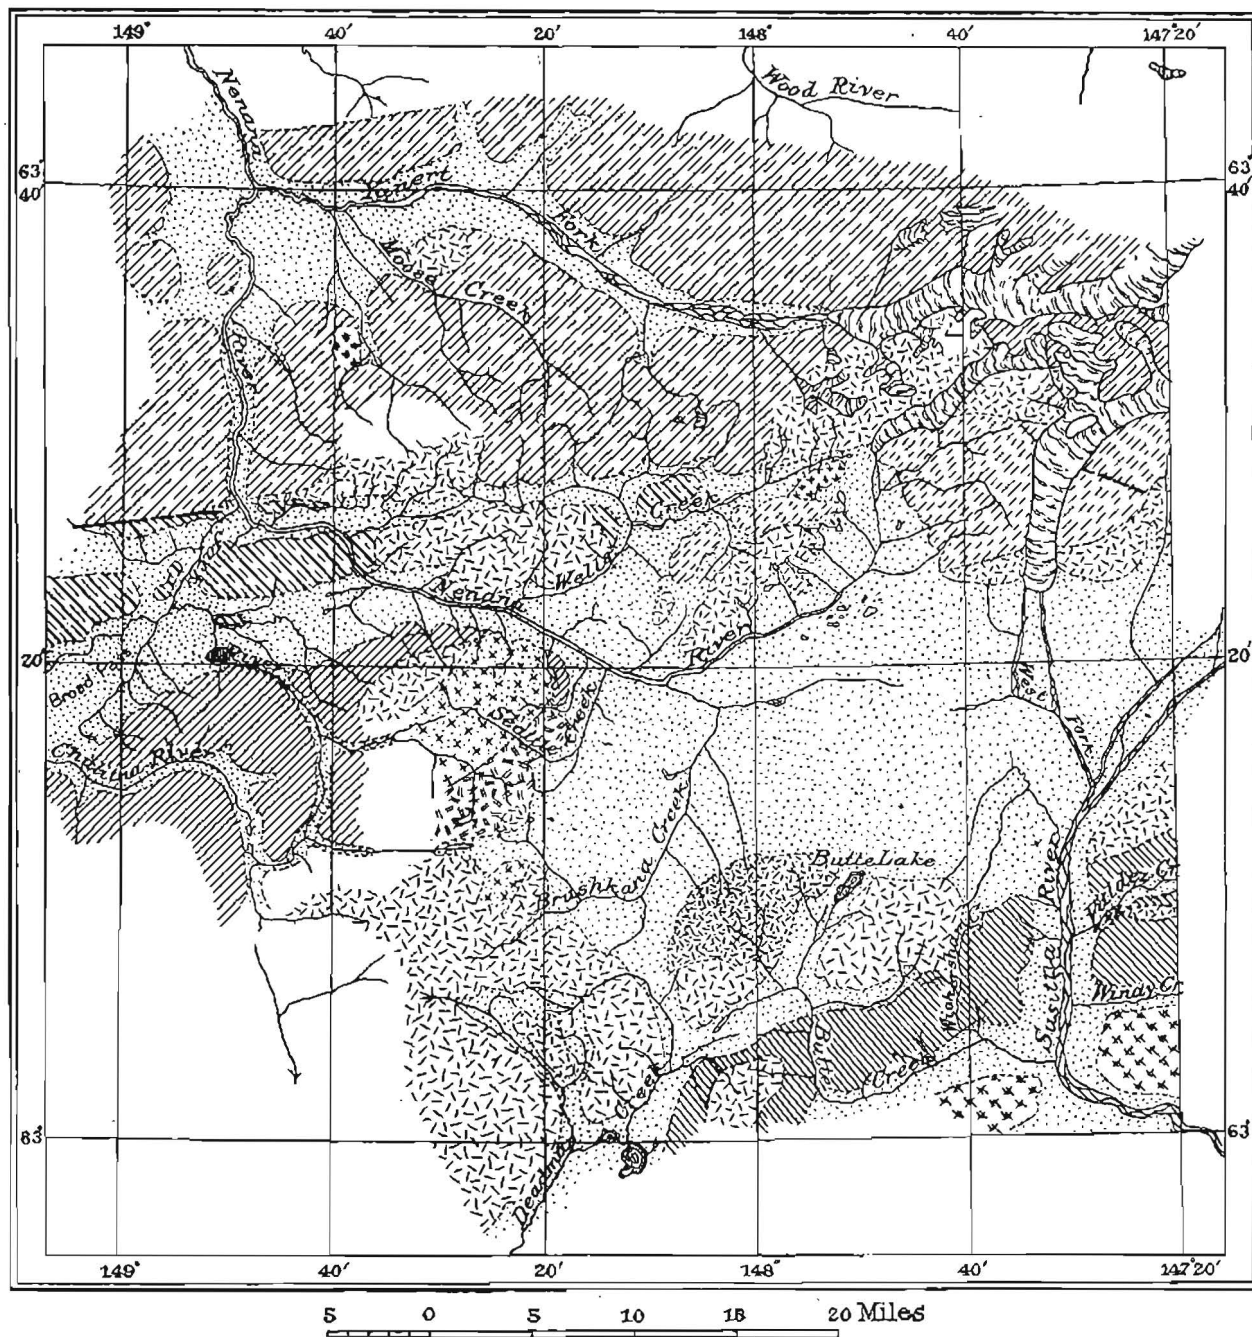 149° 40′ 20′ 148° 40′ 147°20′
Wood River
Nenana
63° 40′
63° 40′
Yanert
Fork
Moose Creek
River
Creek
Wells
Nenana
River
20′
20′
Broad Pass
West
Fork
Chulitna River
Creek
Butte Lake
Brushkana Creek
Susitna River
Windy Cr.
Creek
Creek
Deadman
63°
63°
149° 40′ 20′ 148° 40′ 147°20′
5 0 5 10 15 20 Miles